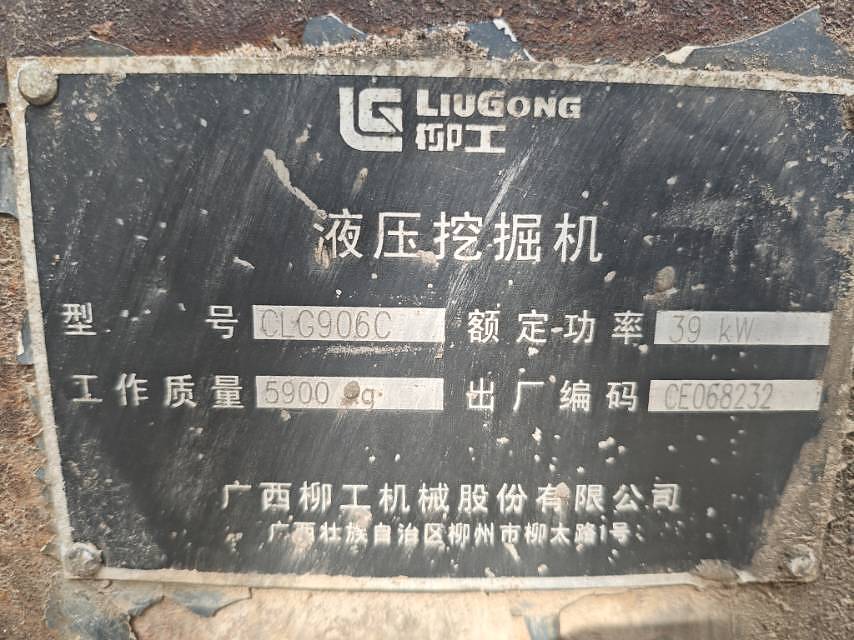 LIUGONG
柳工
液压挖掘机
型号 CLG906C 额定功率 39 kW
工作质量 5900 kg 出厂编码 CE068232
广西柳工机械股份有限公司
广西壮族自治区柳州市柳太路1号